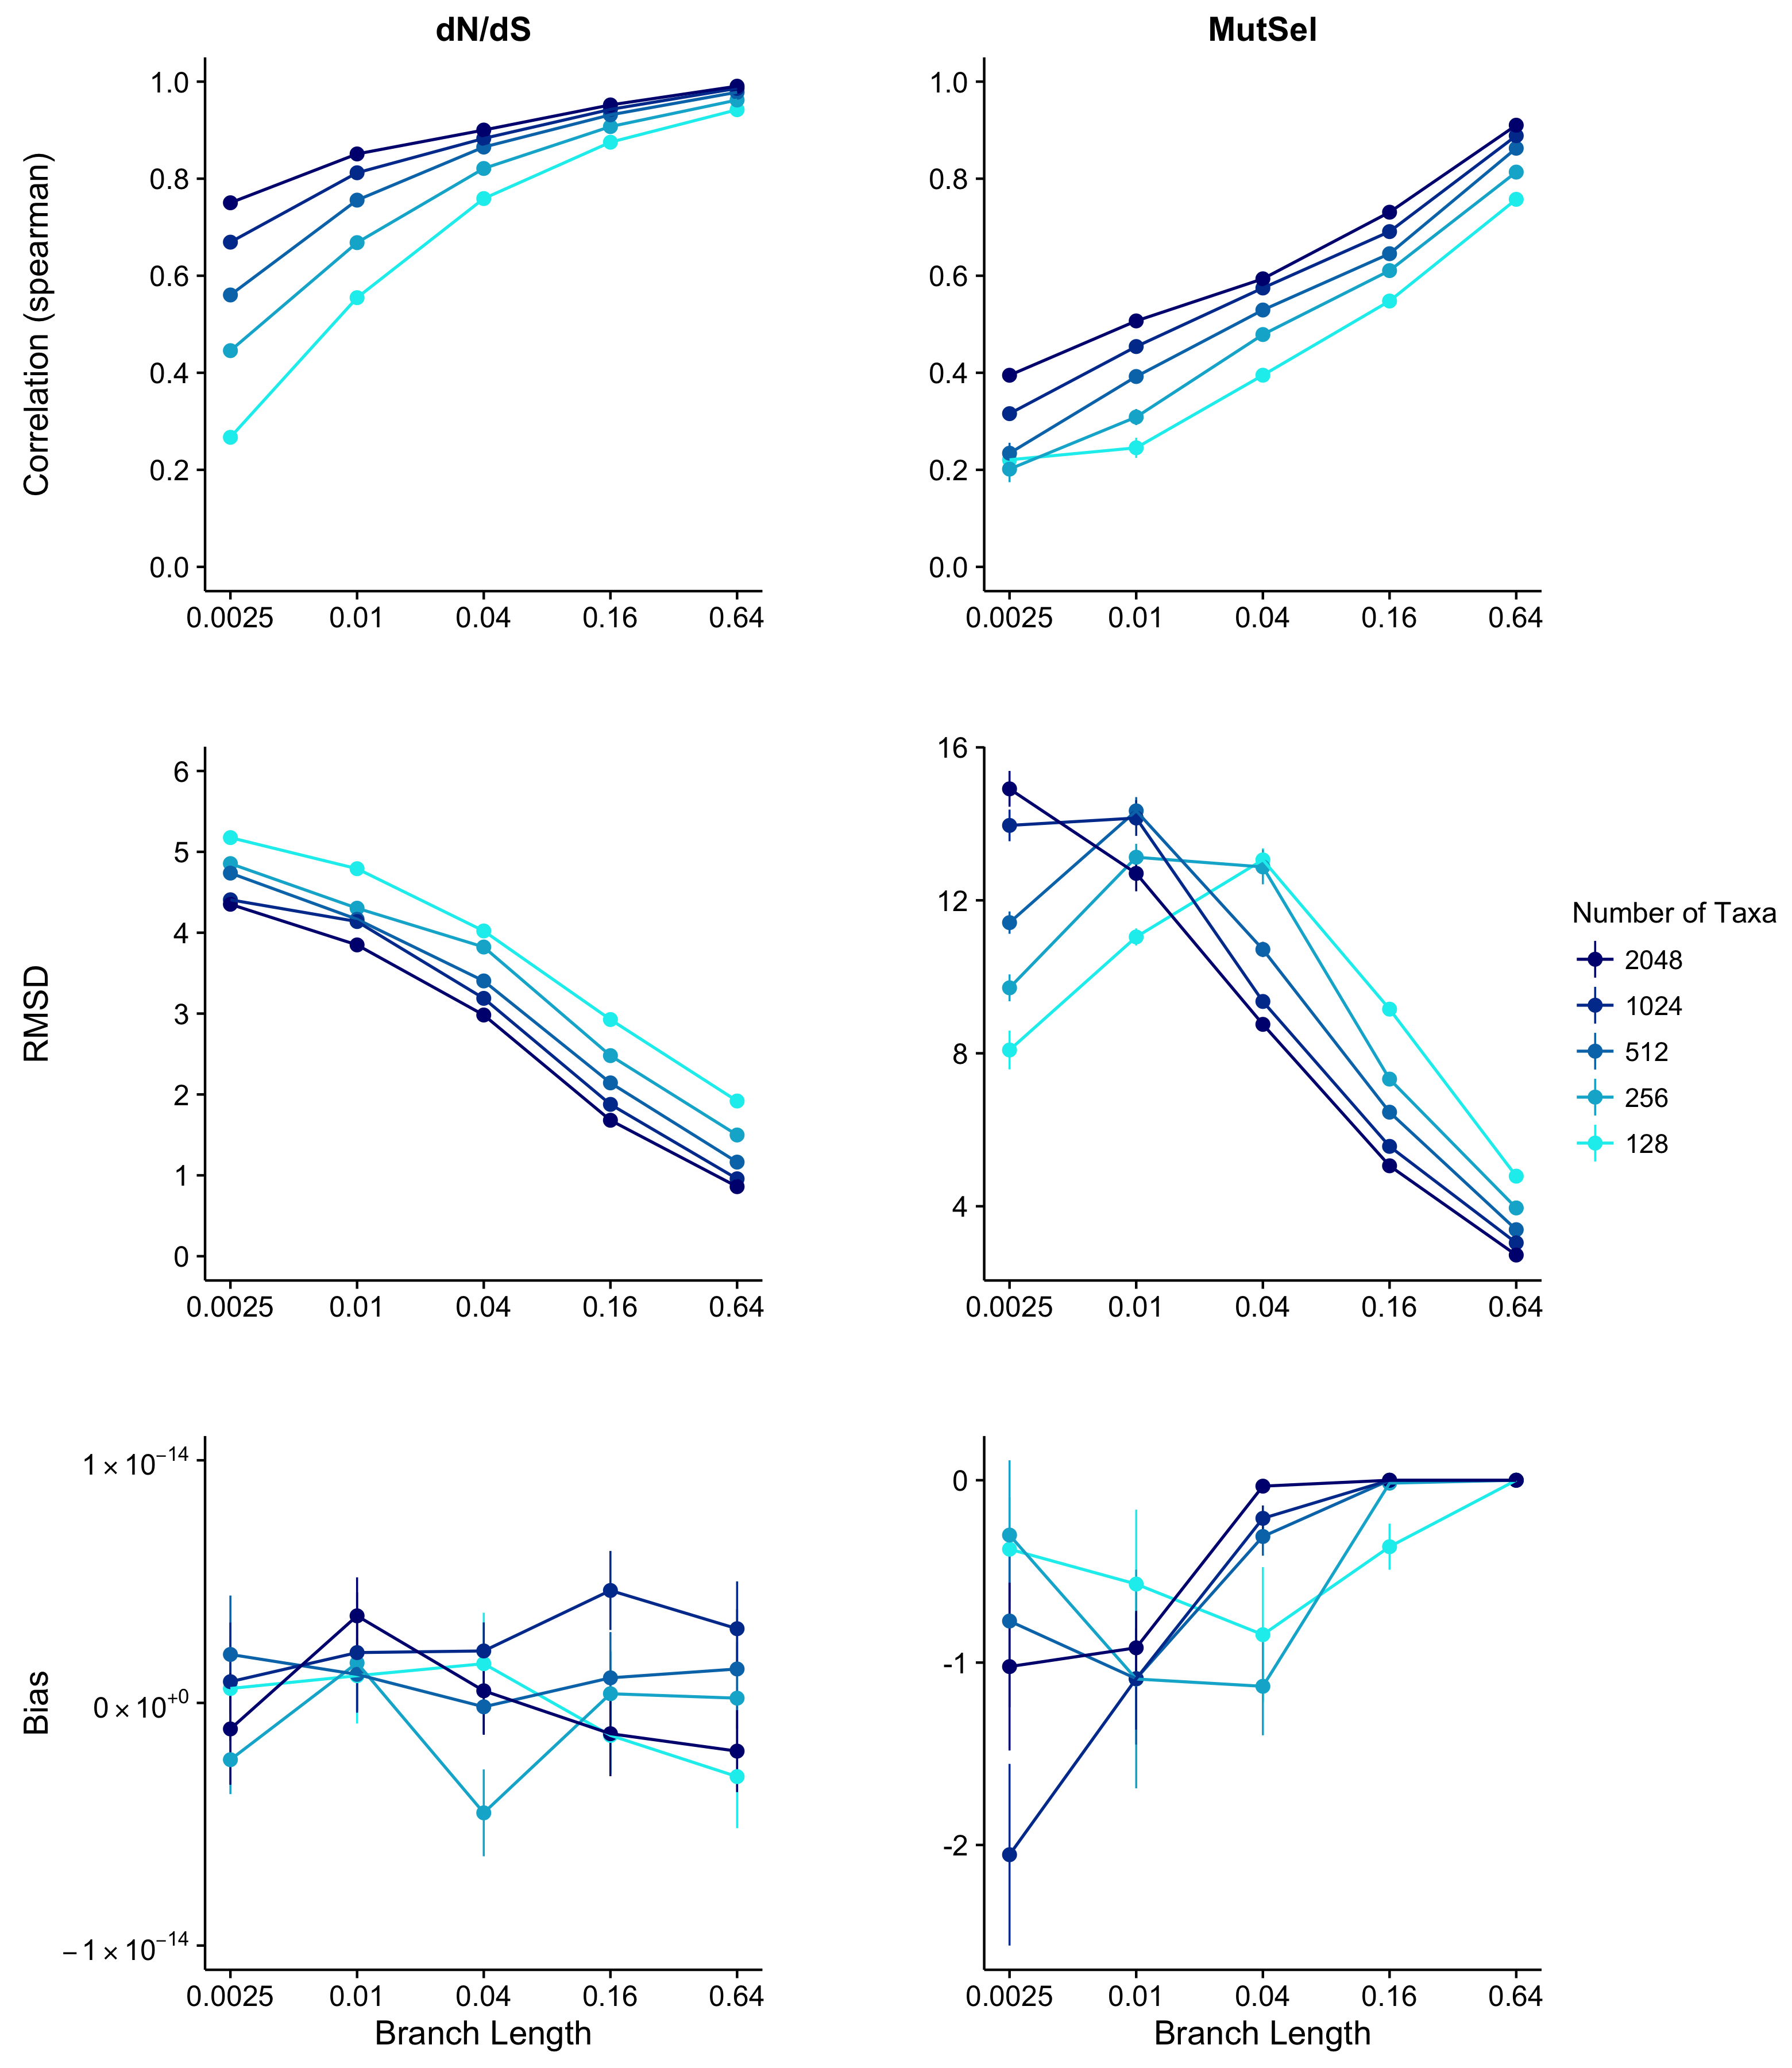 dN/dS
MutSel
Correlation (spearman)
1.0
0.8
0.6
0.4
0.2
0.0
0.0025 0.01 0.04 0.16 0.64
1.0
0.8
0.6
0.4
0.2
0.0
0.0025 0.01 0.04 0.16 0.64
RMSD
6
5
4
3
2
1
0
0.0025 0.01 0.04 0.16 0.64
16
12
8
4
0.0025 0.01 0.04 0.16 0.64
Number of Taxa
2048
1024
512
256
128
Bias
1 × 10⁻¹⁴
0 × 10⁺⁰
− 1 × 10⁻¹⁴
0.0025 0.01 0.04 0.16 0.64
Branch Length
0
-1
-2
0.0025 0.01 0.04 0.16 0.64
Branch Length